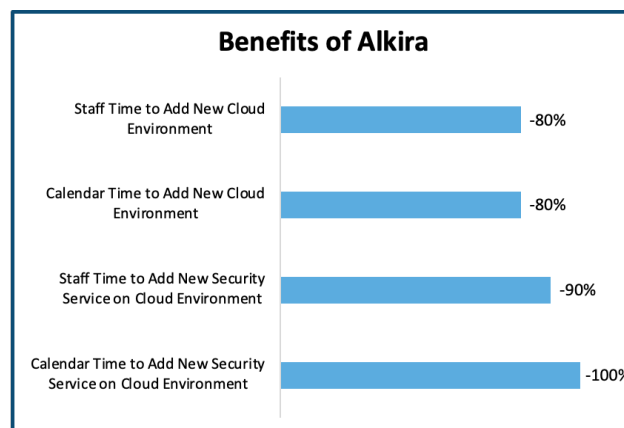 Benefits of Alkira
Staff Time to Add New Cloud
Environment
-80%
Calendar Time to Add New Cloud
Environment
-80%
Staff Time to Add New Security
Service on Cloud Environment
-90%
Calendar Time to Add New Security
Service on Cloud Environment
-100%